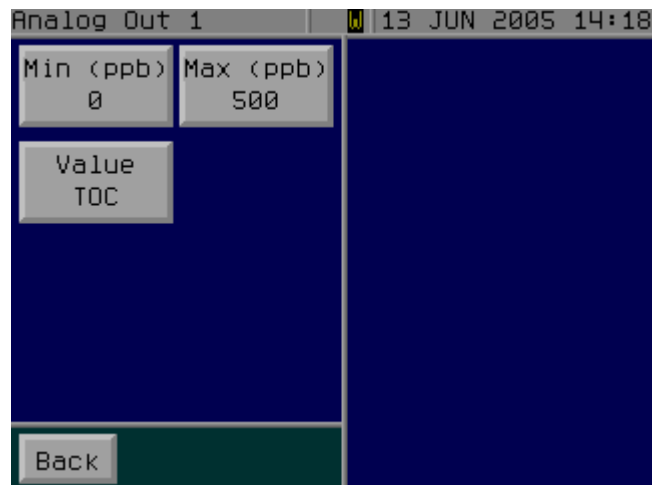 Analog Out 1
W 13 JUN 2005 14:18
Min (ppb)
0
Max (ppb)
500
Value
TOC
Back